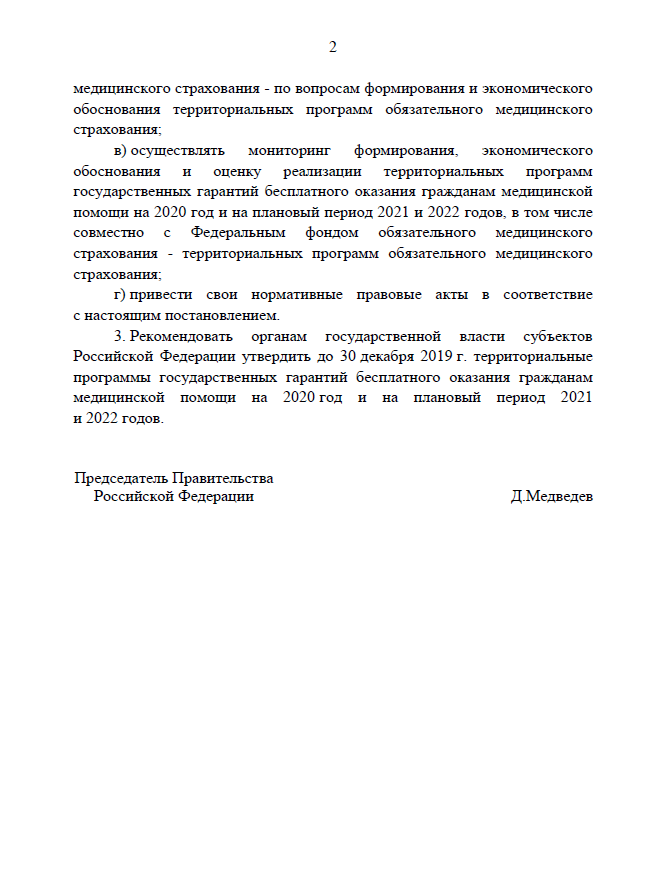 2
медицинского страхования - по вопросам формирования и экономического
обоснования территориальных программ обязательного медицинского
страхования;
в) осуществлять мониторинг формирования, экономического
обоснования и оценку реализации территориальных программ
государственных гарантий бесплатного оказания гражданам медицинской
помощи на 2020 год и на плановый период 2021 и 2022 годов, в том числе
совместно с Федеральным фондом обязательного медицинского
страхования - территориальных программ обязательного медицинского
страхования;
г) привести свои нормативные правовые акты в соответствие
с настоящим постановлением.
3. Рекомендовать органам государственной власти субъектов
Российской Федерации утвердить до 30 декабря 2019 г. территориальные
программы государственных гарантий бесплатного оказания гражданам
медицинской помощи на 2020 год и на плановый период 2021
и 2022 годов.
Председатель Правительства
Российской Федерации Д.Медведев